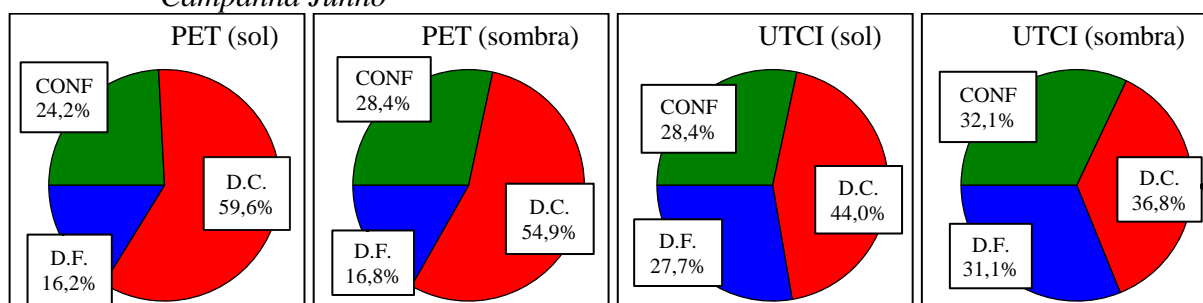 Campanha Junho
PET (sol)
CONF
24,2%
D.C.
59,6%
D.F.
16,2%
PET (sombra)
CONF
28,4%
D.C.
54,9%
D.F.
16,8%
UTCI (sol)
CONF
28,4%
D.C.
44,0%
D.F.
27,7%
UTCI (sombra)
CONF
32,1%
D.C.
36,8%
D.F.
31,1%